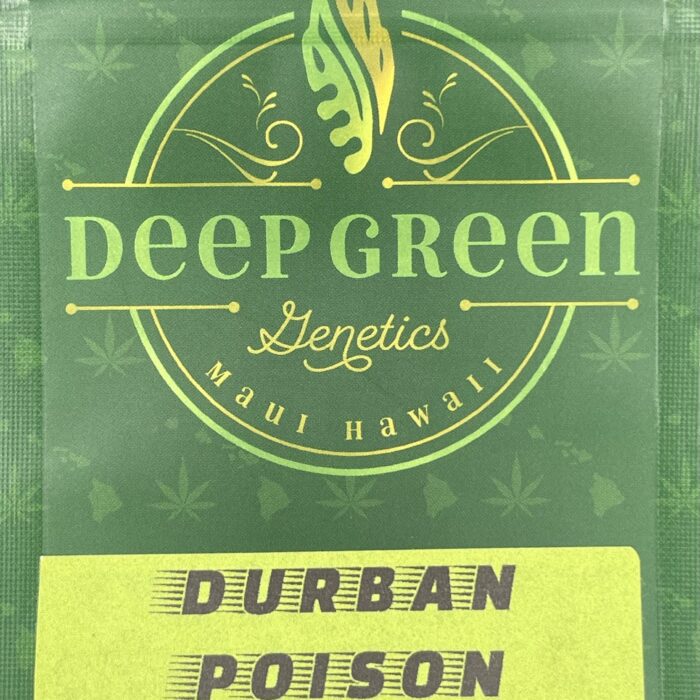 Deep Green
Genetics
Maui Hawaii
DURBAN
POISON